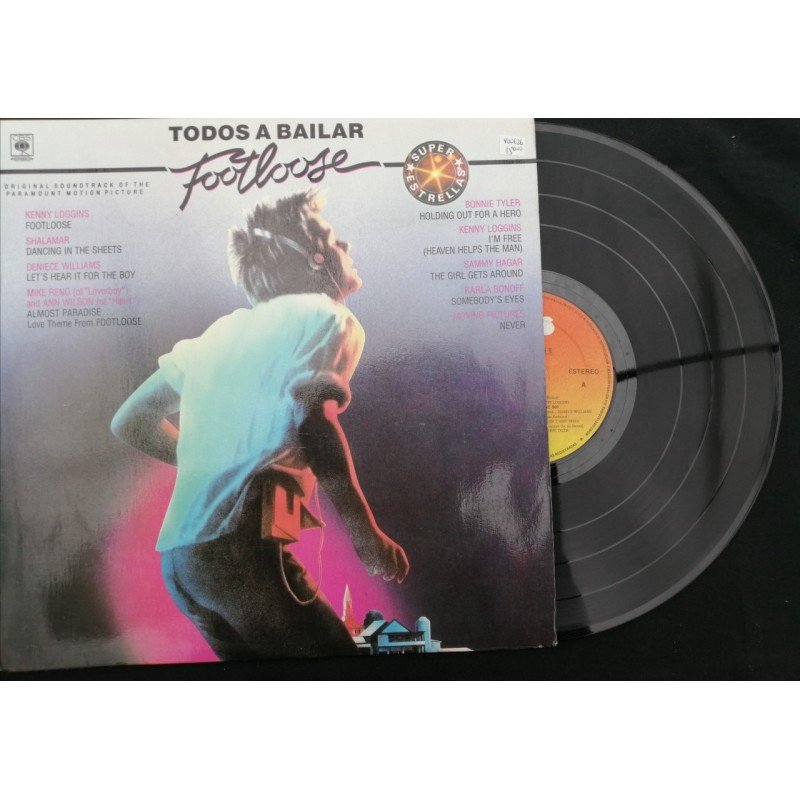 CBS
TODOS A BAILAR
Footloose
SUPER
ESTRELLAS
ORIGINAL SOUNDTRACK OF THE
PARAMOUNT MOTION PICTURE
KENNY LOGGINS
FOOTLOOSE
SHALAMAR
DANCING IN THE SHEETS
DENIECE WILLIAMS
LET'S HEAR IT FOR THE BOY
MIKE RENO (of "Loverboy")
and ANN WILSON (of "Heart")
ALMOST PARADISE...
Love Theme From FOOTLOOSE
BONNIE TYLER
HOLDING OUT FOR A HERO
KENNY LOGGINS
I'M FREE
(HEAVEN HELPS THE MAN)
SAMMY HAGAR
THE GIRL GETS AROUND
KARLA BONOFF
SOMEBODY'S EYES
MOVING PICTURES
NEVER
ESTEREO
A